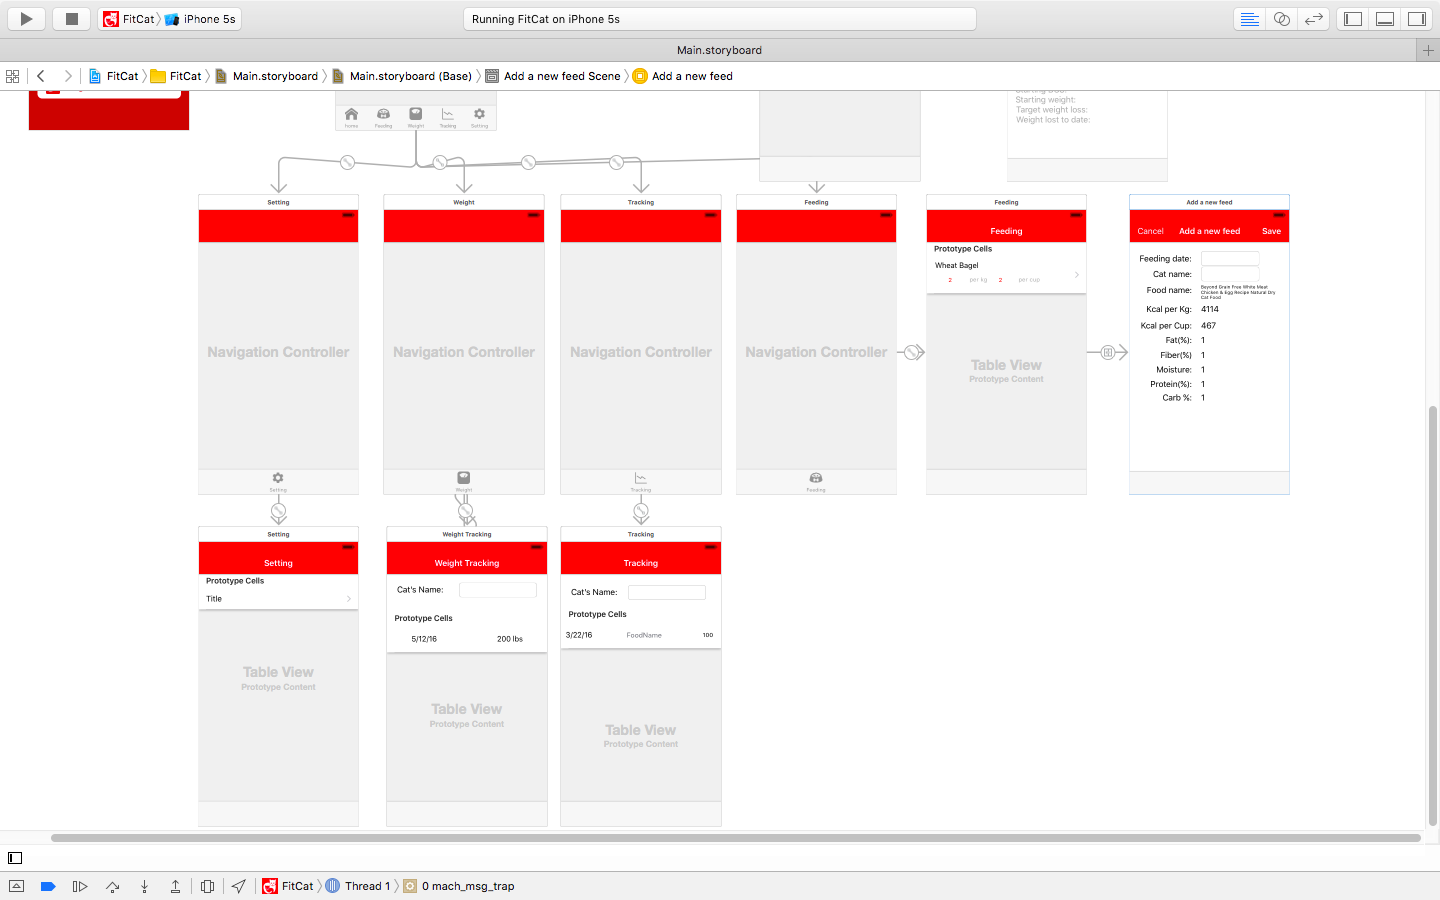 FitCat iPhone 5s
Running FitCat on iPhone 5s
Main.storyboard
FitCat FitCat Main.storyboard Main.storyboard (Base) Add a new feed Scene Add a new feed
Home Feeding Weight Tracking Setting
Starting weight:
Target weight loss:
Weight lost to date:
Setting
Navigation Controller
Setting
Weight
Navigation Controller
Weight
Tracking
Navigation Controller
Tracking
Feeding
Navigation Controller
Feeding
Feeding
Feeding
Prototype Cells
Wheat Bagel
2 per kg 2 per cup
Table View
Prototype Content
Add a new feed
Cancel Add a new feed Save
Feeding date:
Cat name:
Food name: Beyond Grain Free White Meat
Chicken & Egg Recipe Natural Dry
Cat Food
Kcal per Kg: 4114
Kcal per Cup: 467
Fat(%): 1
Fiber(%) 1
Moisture: 1
Protein(%): 1
Carb %: 1
Setting
Setting
Prototype Cells
Title
Table View
Prototype Content
Weight Tracking
Weight Tracking
Cat's Name:
Prototype Cells
5/12/16 200 lbs
Table View
Prototype Content
Tracking
Tracking
Cat's Name:
Prototype Cells
3/22/16 FoodName 100
Table View
Prototype Content
FitCat Thread 1 0 mach_msg_trap